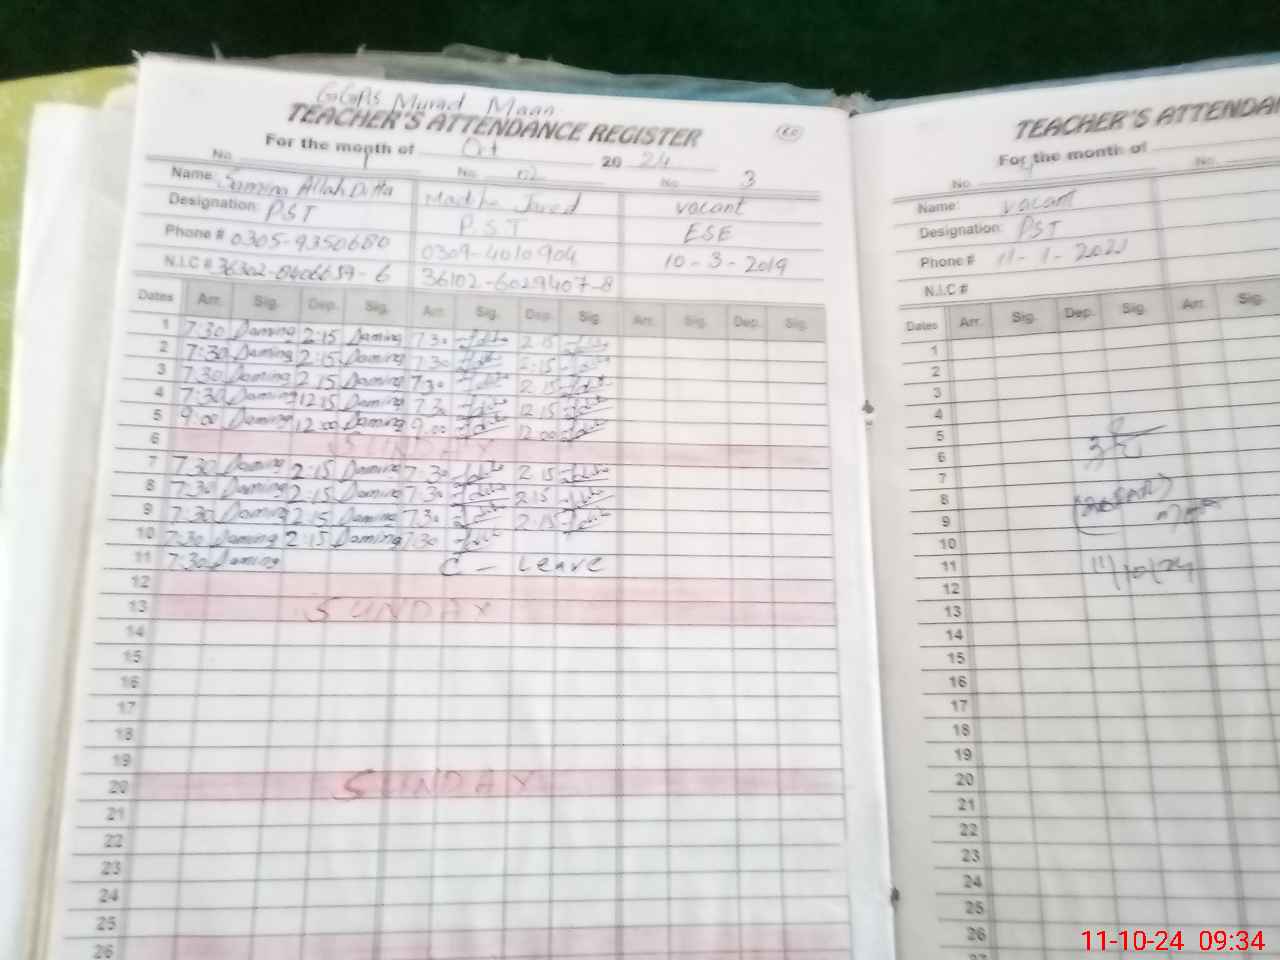 GGPS Murad Maan
TEACHER'S ATTENDANCE REGISTER
For the month of Oct 2024
No. 1 No. 02 No. 3
Name: Allah Ditta Madiha Javed vacant
Designation: PST P.S.T ESE
Phone # 0305-9350680 0309-4010904 10-3-2019
N.I.C # 36102-6029407-8
Dates Arr. Sig. Dep. Sig. Arr. Sig. Dep. Sig. Arr. Sig. Dep. Sig.
1 7:30 2:15 7:30 2:15
2 7:30 2:15 7:30 2:15
3 7:30 2:15 7:30 2:15
4 7:30 12:15 7:30 12:15
5 9:00 12:00 9:00 12:00
6 SUNDAY
7 7:30 2:15 7:30 2:15
8 7:30 2:15 7:30 2:15
9 7:30 2:15 7:30 2:15
10 7:30 2:15 7:30
11 7:30 C - Leave
12
13 SUNDAY
14
15
16
17
18
19
20 SUNDAY
21
22
23
24
25
26
TEACHER'S ATTENDA
For the month of
No. No.
Name: vacant
Designation: PST
Phone #
N.I.C #
Dates Arr. Sig. Dep. Sig. Arr. Sig.
1
2
3
4
5
6
7
8
9
10
11 11/10/24
12
13
14
15
16
17
18
19
20
21
22
23
24
25
26
11-10-24 09:34